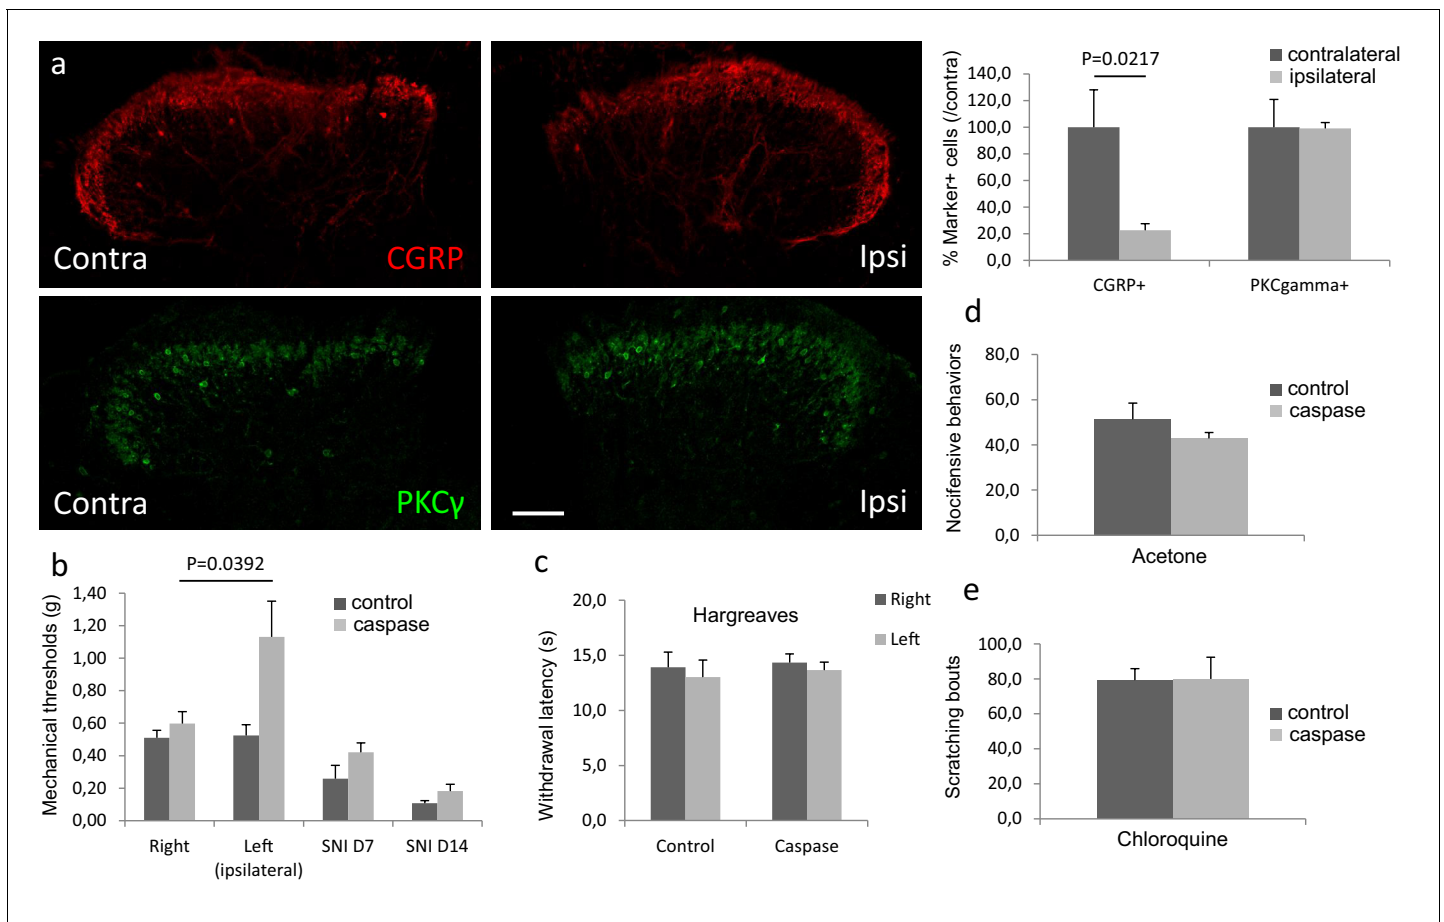 a
Contra
CGRP
Ipsi
Contra
PKCγ
Ipsi
% Marker+ cells (/contra)
140,0
120,0
100,0
80,0
60,0
40,0
20,0
0,0
P=0.0217
contralateral
ipsilateral
CGRP+
PKCgamma+
b
Mechanical thresholds (g)
1,40
1,20
1,00
0,80
0,60
0,40
0,20
0,00
P=0.0392
control
caspase
Right
Left
(ipsilateral)
SNI D7
SNI D14
c
Withdrawal latency (s)
20,0
15,0
10,0
5,0
0,0
Hargreaves
Right
Left
Control
Caspase
d
Nocifensive behaviors
80,0
60,0
40,0
20,0
0,0
control
caspase
Acetone
e
Scratching bouts
100,0
80,0
60,0
40,0
20,0
0,0
control
caspase
Chloroquine